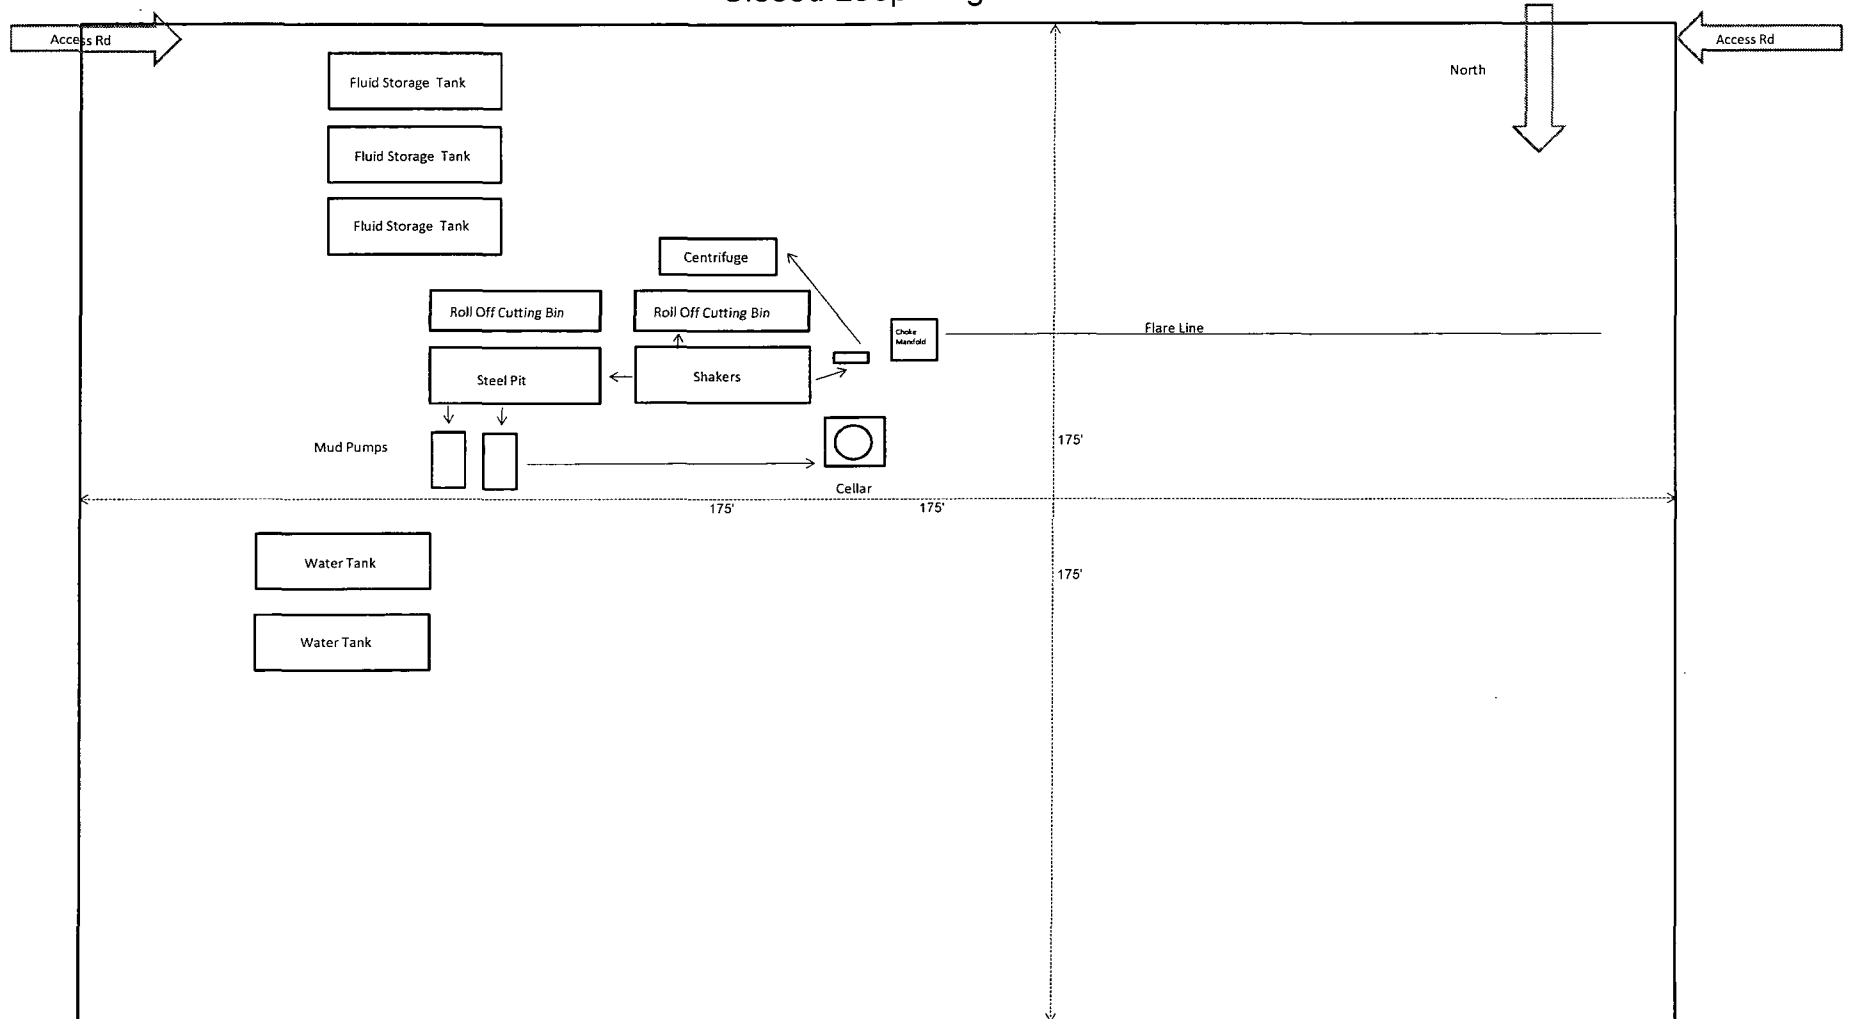 Access Rd
Access Rd
North
Fluid Storage Tank
Fluid Storage Tank
Fluid Storage Tank
Centrifuge
Roll Off Cutting Bin
Roll Off Cutting Bin
Choke
Manifold
Flare Line
Steel Pit
Shakers
Mud Pumps
175'
Cellar
175'
175'
Water Tank
175'
Water Tank